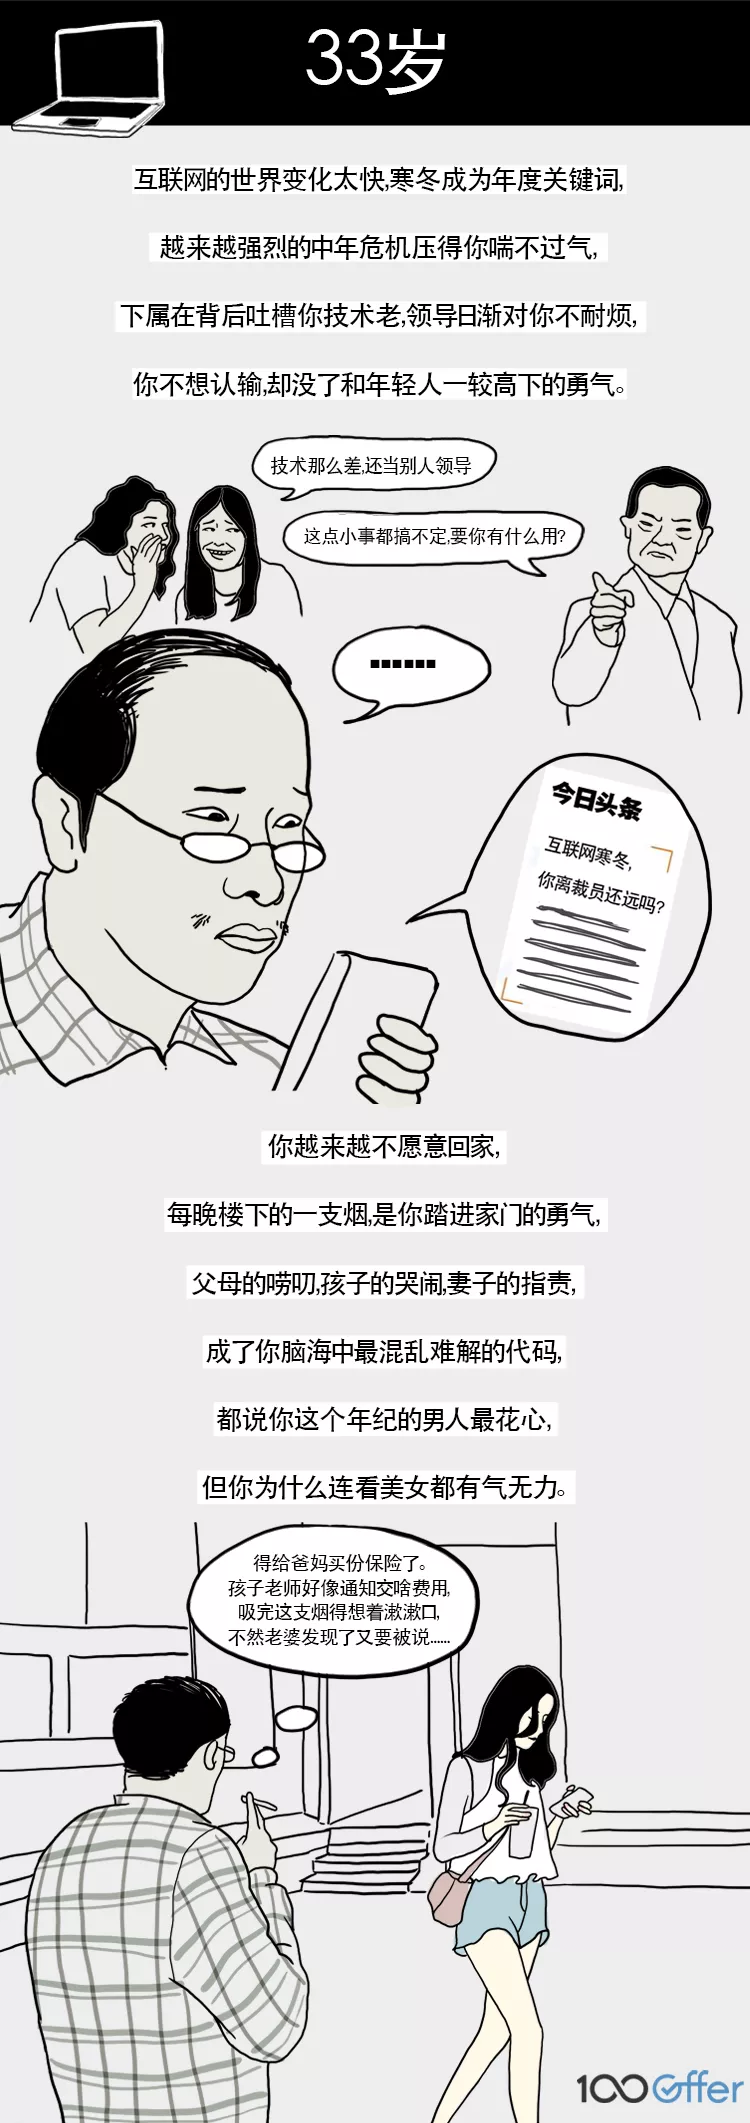 33岁
互联网的世界变化太快,寒冬成为年度关键词,
越来越强烈的中年危机压得你喘不过气,
下属在背后吐槽你技术老,领导日渐对你不耐烦,
你不想认输,却没了和年轻人一较高下的勇气。
技术那么差,还当别人领导
这点小事都搞不定,要你有什么用?
▪▪▪▪▪▪
今日头条
互联网寒冬,
你离裁员还远吗?
你越来越不愿意回家,
每晚楼下的一支烟,是你踏进家门的勇气,
父母的唠叨,孩子的哭闹,妻子的指责,
成了你脑海中最混乱难解的代码,
都说你这个年纪的男人最花心,
但你为什么连看美女都有气无力。
得给爸妈买份保险了。
孩子老师好像通知交啥费用,
吸完这支烟得想着漱漱口,
不然老婆发现了又要被说......
100 offer